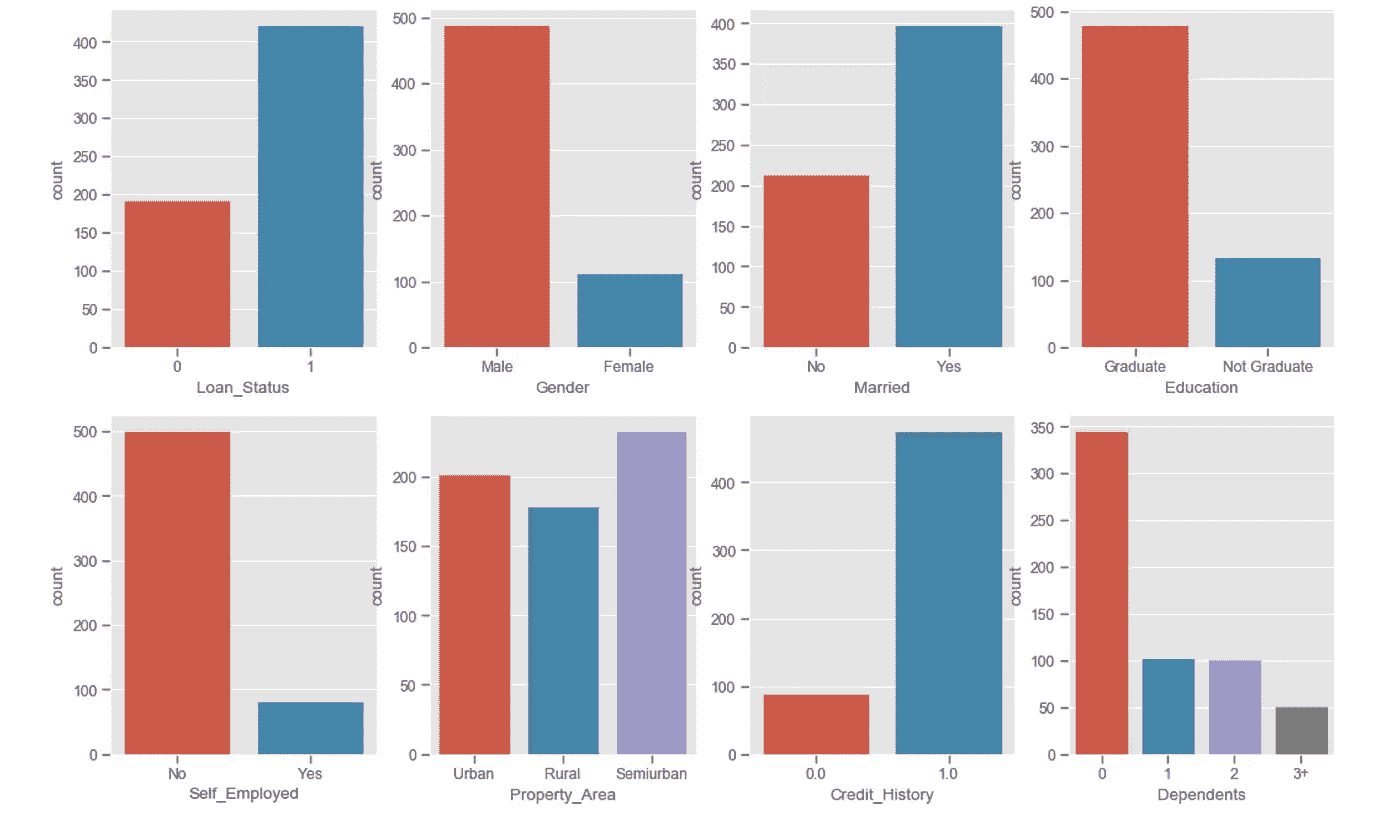 count
400
350
300
250
200
150
100
50
0
0 1
Loan_Status
count
500
400
300
200
100
0
Male Female
Gender
count
400
350
300
250
200
150
100
50
0
No Yes
Married
count
500
400
300
200
100
0
Graduate Not Graduate
Education
count
500
400
300
200
100
0
No Yes
Self_Employed
count
200
150
100
50
0
Urban Rural Semiurban
Property_Area
count
400
300
200
100
0
0.0 1.0
Credit_History
count
350
300
250
200
150
100
50
0
0 1 2 3+
Dependents